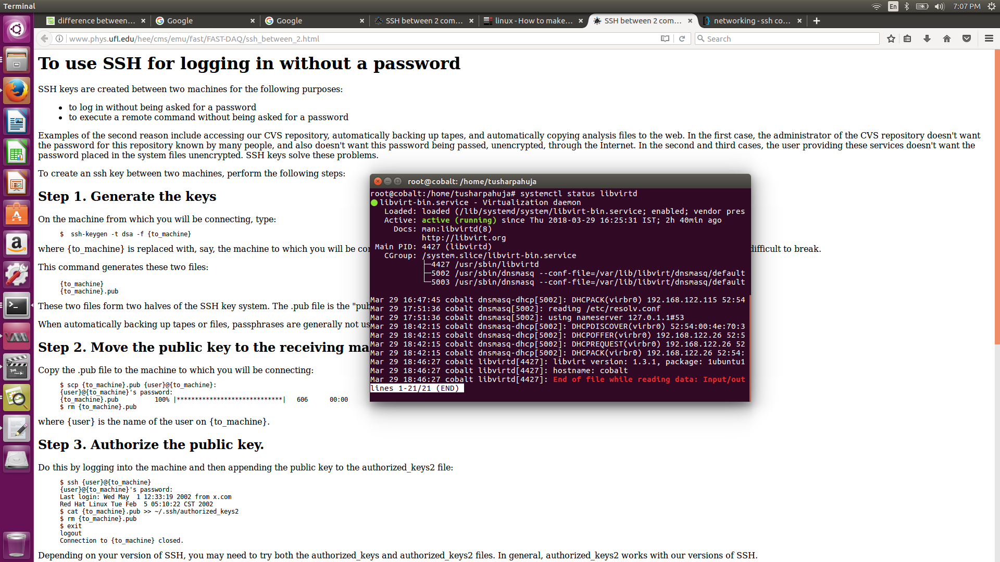 Terminal
En
7:07 PM
difference between...
Google
Google
SSH between 2 com...
linux - How to make...
SSH between 2 com...
networking - ssh co...
www.phys.ufl.edu/hee/cms/emu/fast/FAST-DAQ/ssh_between_2.html
Search
To use SSH for logging in without a password
SSH keys are created between two machines for the following purposes:
to log in without being asked for a password
to execute a remote command without being asked for a password
Examples of the second reason include accessing our CVS repository, automatically backing up tapes, and automatically copying analysis files to the web. In the first case, the administrator of the CVS repository doesn't want
the password for this repository known by many people, and also doesn't want this password being passed, unencrypted, through the Internet. In the second and third cases, the user providing these services doesn't want the
password placed in the system files unencrypted. SSH keys solve these problems.
To create an ssh key between two machines, perform the following steps:
Step 1. Generate the keys
On the machine from which you will be connecting, type:
$ ssh-keygen -t dsa -f {to_machine}
where {to_machine} is replaced with, say, the machine to which you will be
difficult to break.
This command generates these two files:
{to_machine}
{to_machine}.pub
These two files form two halves of the SSH key system. The .pub file is the "pub
When automatically backing up tapes or files, passphrases are generally not us
Step 2. Move the public key to the receiving ma
Copy the .pub file to the machine to which you will be connecting:
$ scp {to_machine}.pub {user}@{to_machine}:
{user}@{to_machine}'s password:
{to_machine}.pub 100% |*****************************| 606 00:00
$ rm {to_machine}.pub
where {user} is the name of the user on {to_machine}.
Step 3. Authorize the public key.
Do this by logging into the machine and then appending the public key to the authorized_keys2 file:
$ ssh {user}@{to_machine}
{user}@{to_machine}'s password:
Last login: Wed May 1 12:33:19 2002 from x.com
Red Hat Linux Tue Feb 5 05:10:22 CST 2002
$ cat {to_machine}.pub >> ~/.ssh/authorized_keys2
$ rm {to_machine}.pub
$ exit
logout
Connection to {to_machine} closed.
Depending on your version of SSH, you may need to try both the authorized_keys and authorized_keys2 files. In general, authorized_keys2 works with our versions of SSH.
root@cobalt: /home/tusharpahuja
root@cobalt:/home/tusharpahuja# systemctl status libvirtd
● libvirt-bin.service - Virtualization daemon
Loaded: loaded (/lib/systemd/system/libvirt-bin.service; enabled; vendor pres
Active: active (running) since Thu 2018-03-29 16:25:31 IST; 2h 40min ago
Docs: man:libvirtd(8)
http://libvirt.org
Main PID: 4427 (libvirtd)
CGroup: /system.slice/libvirt-bin.service
├─4427 /usr/sbin/libvirtd
├─5002 /usr/sbin/dnsmasq --conf-file=/var/lib/libvirt/dnsmasq/default
└─5003 /usr/sbin/dnsmasq --conf-file=/var/lib/libvirt/dnsmasq/default
Mar 29 16:47:45 cobalt dnsmasq-dhcp[5002]: DHCPACK(virbr0) 192.168.122.115 52:54
Mar 29 17:51:36 cobalt dnsmasq[5002]: reading /etc/resolv.conf
Mar 29 17:51:36 cobalt dnsmasq[5002]: using nameserver 127.0.1.1#53
Mar 29 18:42:15 cobalt dnsmasq-dhcp[5002]: DHCPDISCOVER(virbr0) 52:54:00:4e:70:3
Mar 29 18:42:15 cobalt dnsmasq-dhcp[5002]: DHCPOFFER(virbr0) 192.168.122.26 52:5
Mar 29 18:42:15 cobalt dnsmasq-dhcp[5002]: DHCPREQUEST(virbr0) 192.168.122.26 52
Mar 29 18:42:15 cobalt dnsmasq-dhcp[5002]: DHCPACK(virbr0) 192.168.122.26 52:54:
Mar 29 18:46:27 cobalt libvirtd[4427]: libvirt version: 1.3.1, package: 1ubuntu1
Mar 29 18:46:27 cobalt libvirtd[4427]: hostname: cobalt
Mar 29 18:46:27 cobalt libvirtd[4427]: End of file while reading data: Input/out
lines 1-21/21 (END)